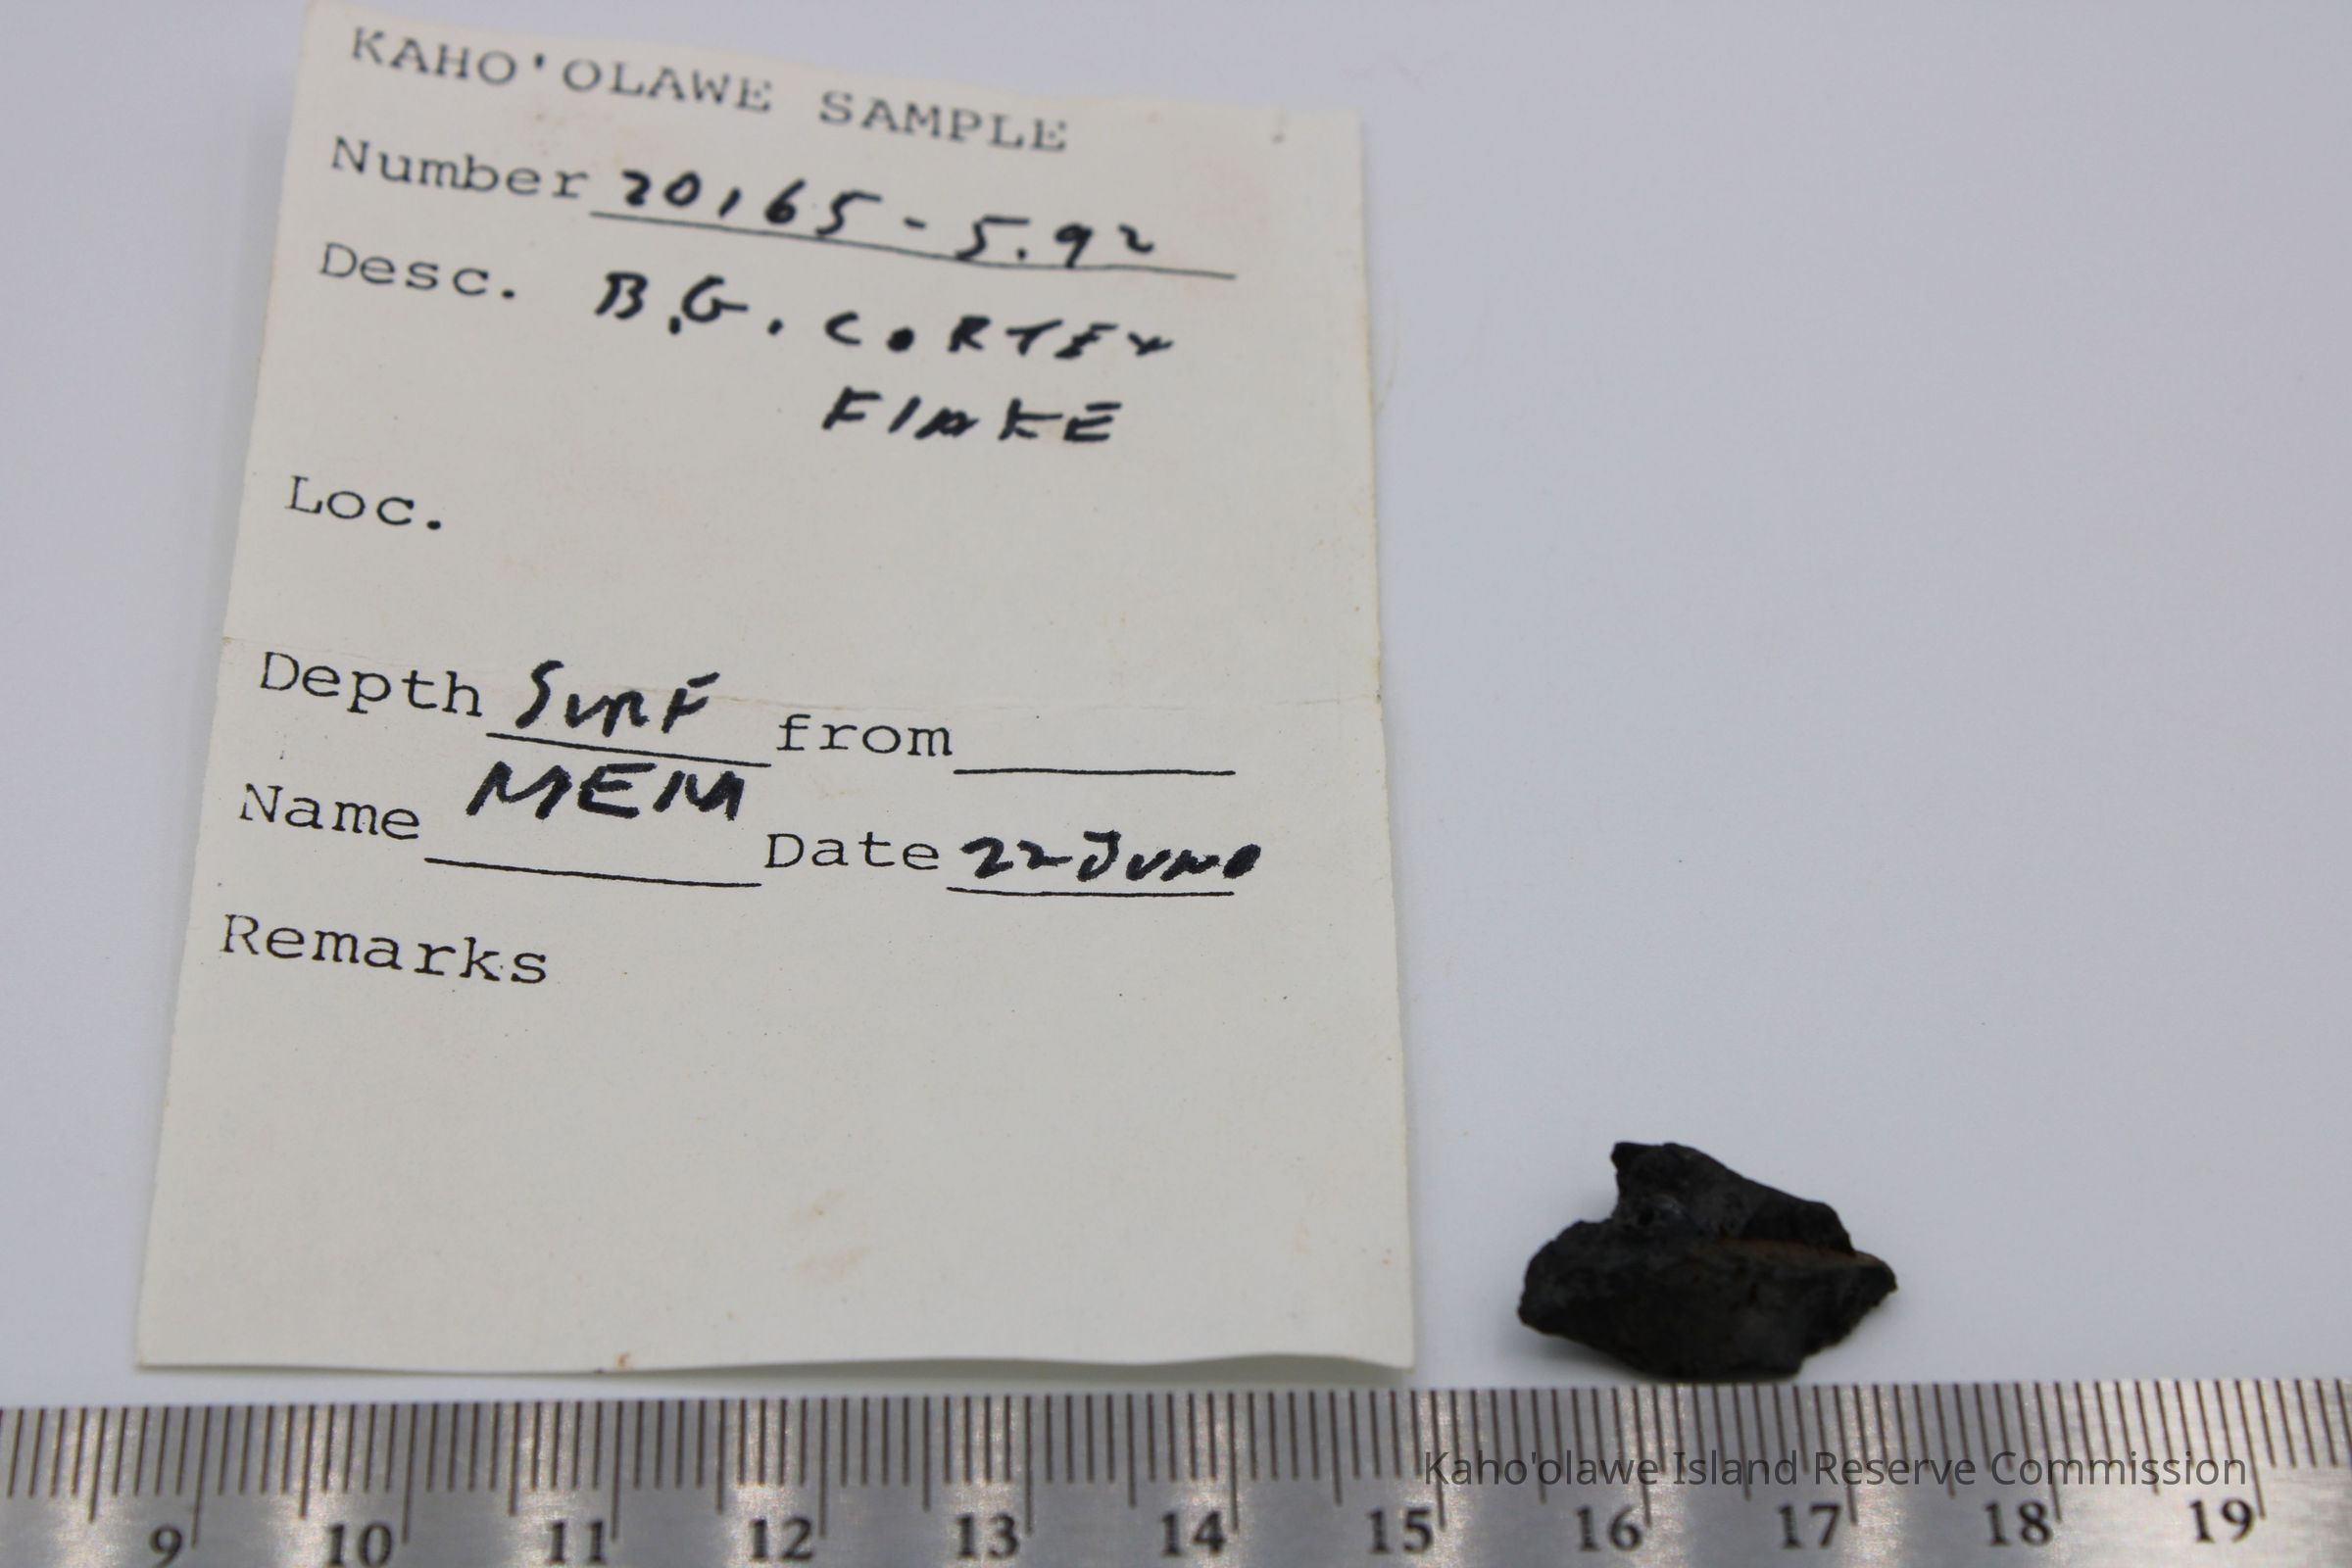 KAHO'OLAWE SAMPLE
Number 20165-5.92
Desc. B.G. CORTEX
FLAKE
Loc.
Depth SURF from
Name MEM Date 22 JUN0
Remarks
Kaho'olawe Island Reserve Commission
9 10 11 12 13 14 15 16 17 18 19